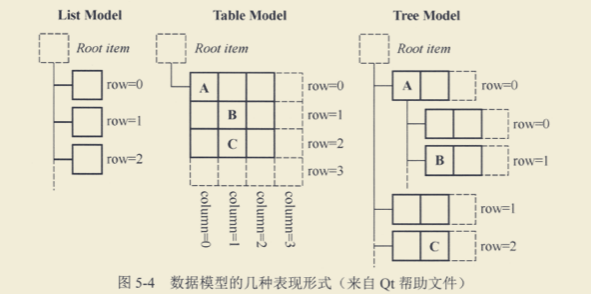 List Model
Root item
row=0
row=1
row=2
Table Model
Root item
A
B
C
row=0
row=1
row=2
row=3
column=0
column=1
column=2
column=3
Tree Model
Root item
A
row=0
row=0
B
row=1
row=1
C
row=2
图 5-4 数据模型的几种表现形式（来自 Qt 帮助文件）